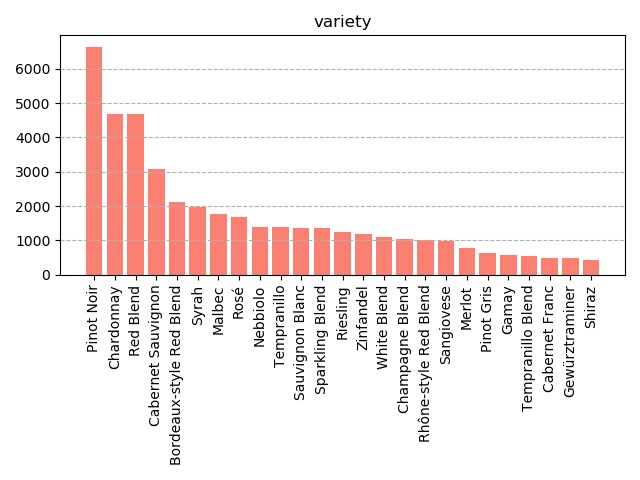 variety
6000
5000
4000
3000
2000
1000
0
Pinot Noir
Chardonnay
Red Blend
Cabernet Sauvignon
Bordeaux-style Red Blend
Syrah
Malbec
Rosé
Nebbiolo
Tempranillo
Sauvignon Blanc
Sparkling Blend
Riesling
Zinfandel
White Blend
Champagne Blend
Rhône-style Red Blend
Sangiovese
Merlot
Pinot Gris
Gamay
Tempranillo Blend
Cabernet Franc
Gewürztraminer
Shiraz